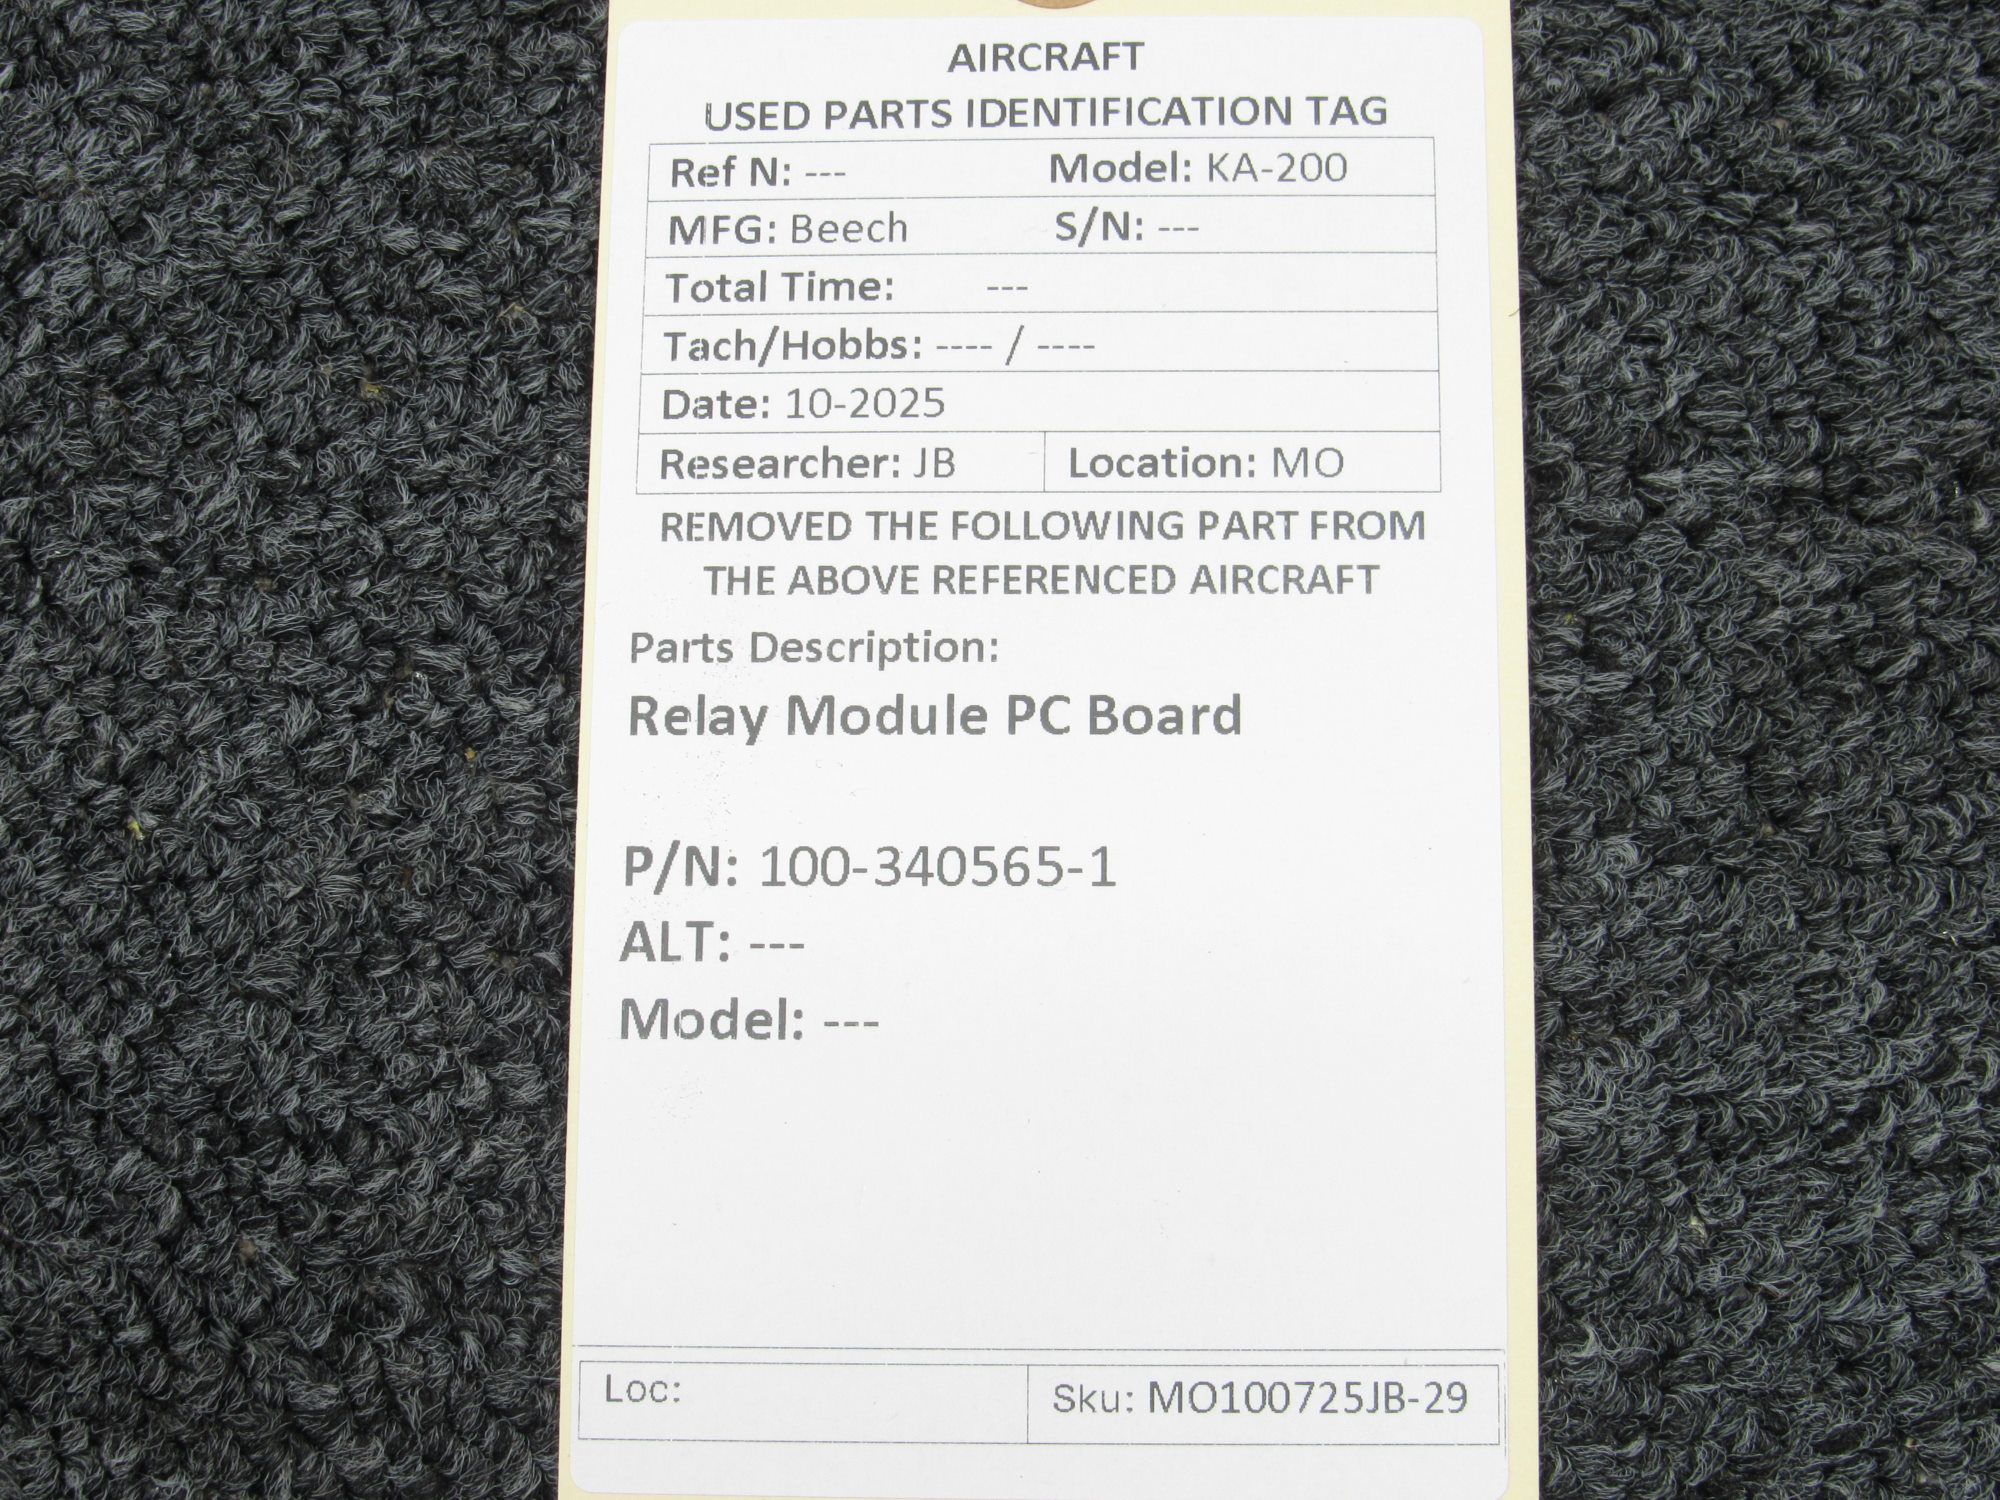 AIRCRAFT
USED PARTS IDENTIFICATION TAG
Ref N: --- Model: KA-200
MFG: Beech S/N: ---
Total Time: ---
Tach/Hobbs: ---- / ----
Date: 10-2025
Researcher: JB Location: MO
REMOVED THE FOLLOWING PART FROM
THE ABOVE REFERENCED AIRCRAFT
Parts Description:
Relay Module PC Board
P/N: 100-340565-1
ALT: ---
Model: ---
Loc: Sku: MO100725JB-29